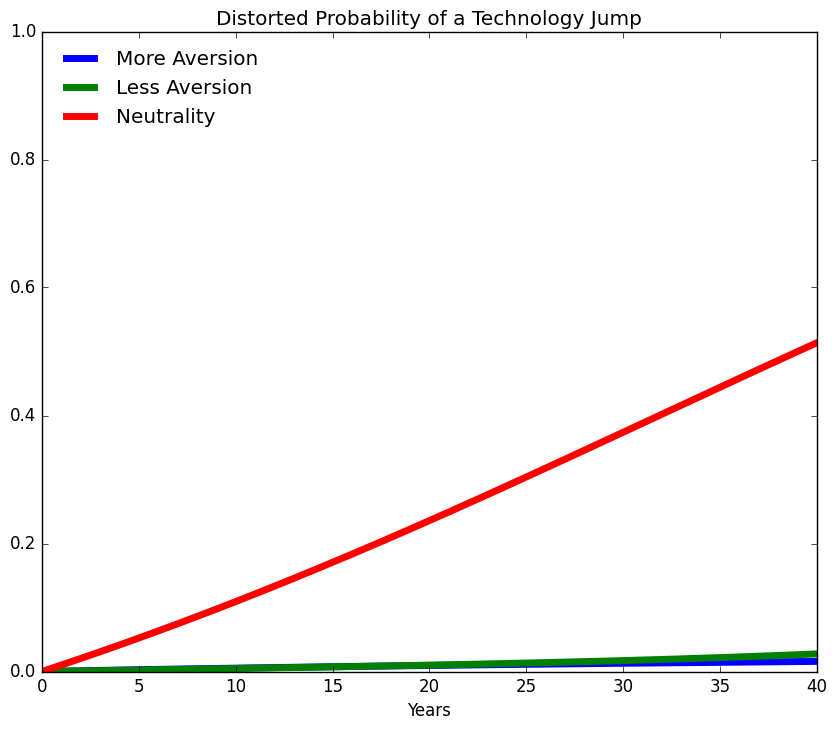 Distorted Probability of a Technology Jump
1.0
More Aversion
Less Aversion
Neutrality
0.8
0.6
0.4
0.2
0.0
0 5 10 15 20 25 30 35 40
Years